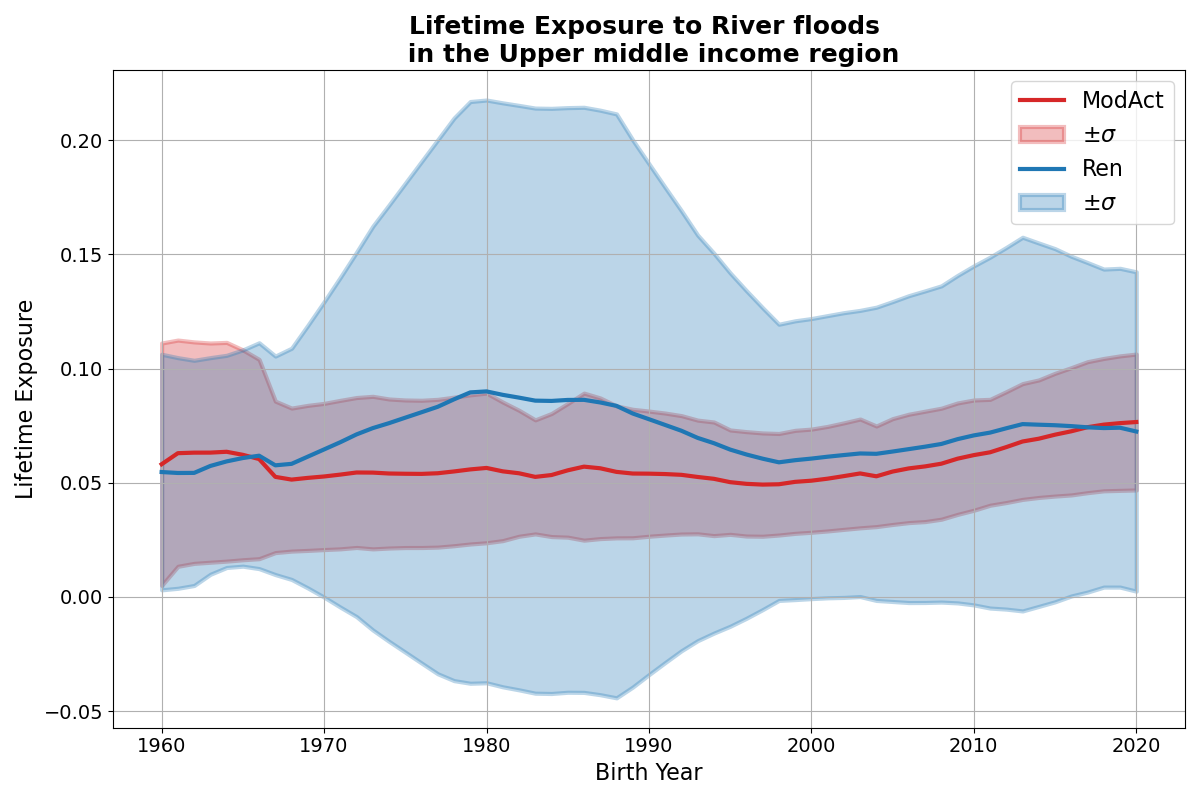 Lifetime Exposure to River floods
in the Upper middle income region
ModAct
±σ
Ren
±σ
Lifetime Exposure
0.20
0.15
0.10
0.05
0.00
−0.05
1960
1970
1980
1990
2000
2010
2020
Birth Year